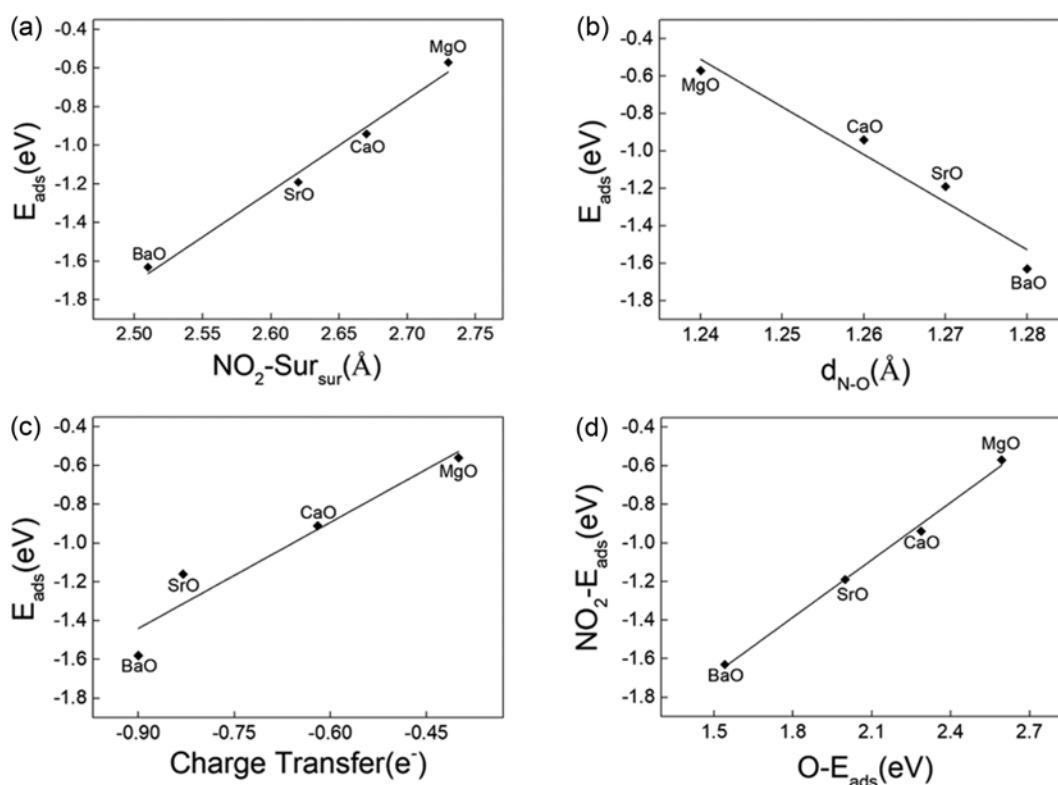 (a)
E_ads(eV)
-0.4
-0.6
-0.8
-1.0
-1.2
-1.4
-1.6
-1.8
MgO
CaO
SrO
BaO
2.50 2.55 2.60 2.65 2.70 2.75
NO₂-Sur_sur(Å)
(b)
E_ads(eV)
-0.4
-0.6
-0.8
-1.0
-1.2
-1.4
-1.6
-1.8
MgO
CaO
SrO
BaO
1.24 1.25 1.26 1.27 1.28
d_N-O(Å)
(c)
E_ads(eV)
-0.4
-0.6
-0.8
-1.0
-1.2
-1.4
-1.6
-1.8
MgO
CaO
SrO
BaO
-0.90 -0.75 -0.60 -0.45
Charge Transfer(e⁻)
(d)
NO₂-E_ads(eV)
-0.4
-0.6
-0.8
-1.0
-1.2
-1.4
-1.6
-1.8
MgO
CaO
SrO
BaO
1.5 1.8 2.1 2.4 2.7
O-E_ads(eV)